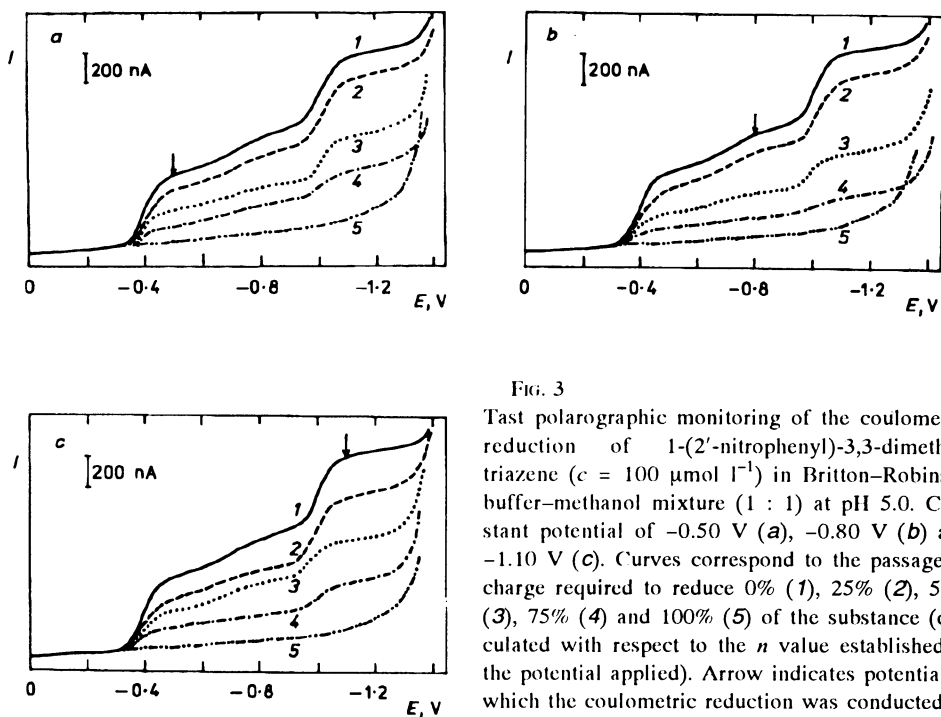 a
I
200 nA
1
2
3
4
5
0
−0·4
−0·8
−1·2
E, V
b
I
200 nA
1
2
3
4
5
0
−0·4
−0·8
−1·2
E, V
c
I
200 nA
1
2
3
4
5
0
−0·4
−0·8
−1·2
E, V
FIG. 3
Tast polarographic monitoring of the coulome
reduction of 1-(2′-nitrophenyl)-3,3-dimeth
triazene (c = 100 μmol l⁻¹) in Britton–Robin
buffer–methanol mixture (1 : 1) at pH 5.0. C
stant potential of −0.50 V (a), −0.80 V (b) a
−1.10 V (c). Curves correspond to the passage
charge required to reduce 0% (1), 25% (2), 5
(3), 75% (4) and 100% (5) of the substance (c
culated with respect to the n value established
the potential applied). Arrow indicates potential
which the coulometric reduction was conducted